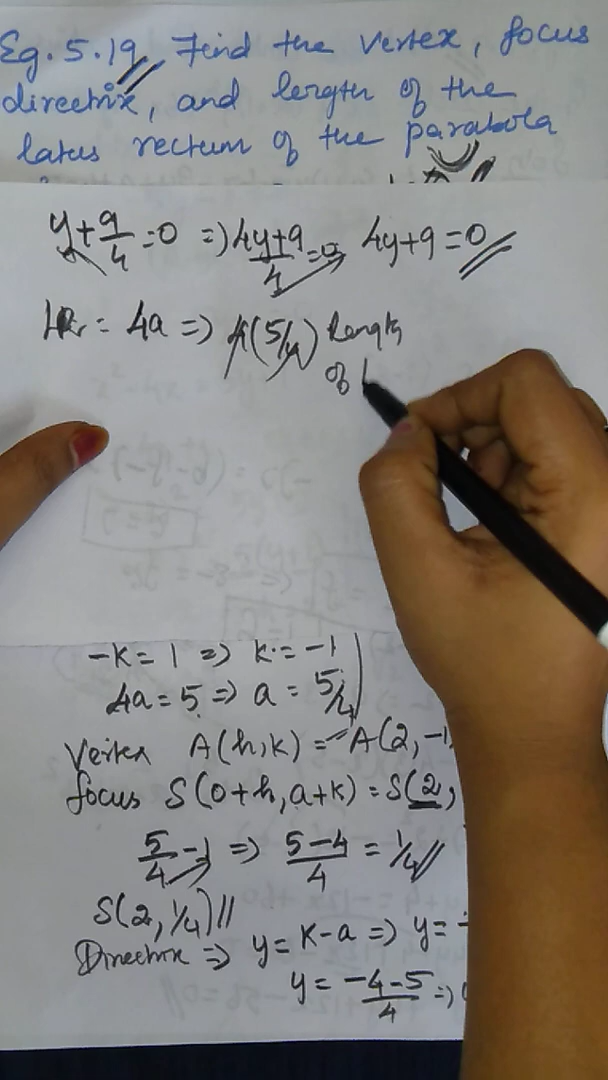 Eg. 5.19 Find the vertex, focus
directrix, and length of the
latus rectum of the parabola
y+9/4=0 => 4y+9/4=0 4y+9=0
= 4a => 4(5/4) Length
of
-k=1 => k=-1
4a=5 => a=5/4
Vertex A(h,k)=A(2,-1
focus S(0+h,a+k)=S(2,
5/4-1 => 5-4/4=1/4
S(2,1/4)
Directrix => y=k-a => y=
y=-4-5/4 =>